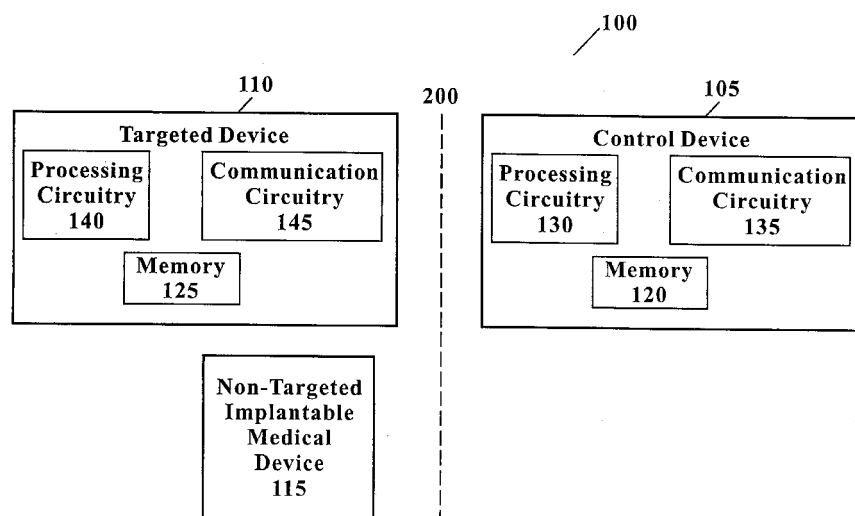 100
110
200
105
Targeted Device
Processing
Circuitry
140
Communication
Circuitry
145
Memory
125
Control Device
Processing
Circuitry
130
Communication
Circuitry
135
Memory
120
Non-Targeted
Implantable
Medical
Device
115